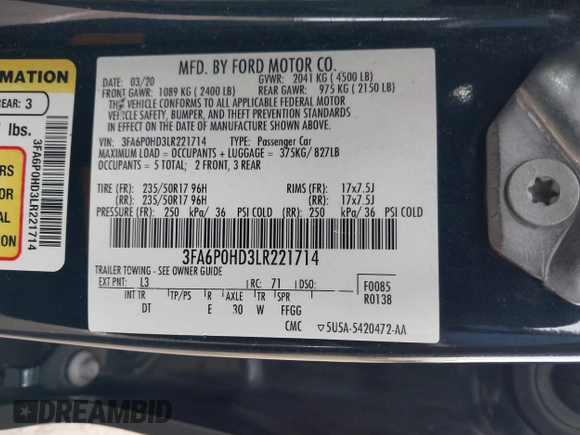 RMATION
EAR: 3
lbs.
3FA6P0HD3LR221714
ERS
OR
AL
ON
MFD. BY FORD MOTOR CO.
DATE: 03/20 GVWR: 2041 KG (4500 LB)
FRONT GAWR: 1089 KG (2400 LB) REAR GAWR: 975 KG (2150 LB)
THE VEHICLE CONFORMS TO ALL APPLICABLE FEDERAL MOTOR
VEHICLE SAFETY, BUMPER, AND THEFT PREVENTION STANDARDS
IN EFFECT ON THE DATE OF MANUFACTURE SHOWN ABOVE.
VIN: 3FA6P0HD3LR221714 TYPE: Passenger Car
MAXIMUM LOAD = OCCUPANTS + LUGGAGE = 375KG/827LB
OCCUPANTS = 5 TOTAL; 2 FRONT, 3 REAR
TIRE (FR): 235/50R17 96H RIMS (FR): 17x7.5J
(RR): 235/50R17 96H (RR): 17x7.5J
PRESSURE (FR): 250 kPa/36 PSI COLD (RR): 250 kPa/36 PSI COLD
3FA6P0HD3LR221714
TRAILER TOWING - SEE OWNER GUIDE
EXT PNT: L3 RC: 71 DSO: F0085
INT TR TP/PS R AXLE TR SPR R0138
DT E 30 W FFGG
CMC 5U5A-5420472-AA
DREAMBID